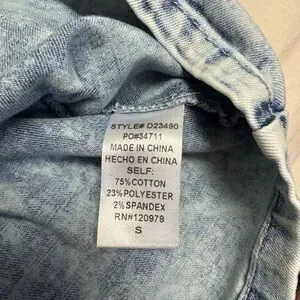 STYLE# D23490
PO#34711
MADE IN CHINA
HECHO EN CHINA
SELF:
75%COTTON
23%POLYESTER
2%SPANDEX
RN#120978
S